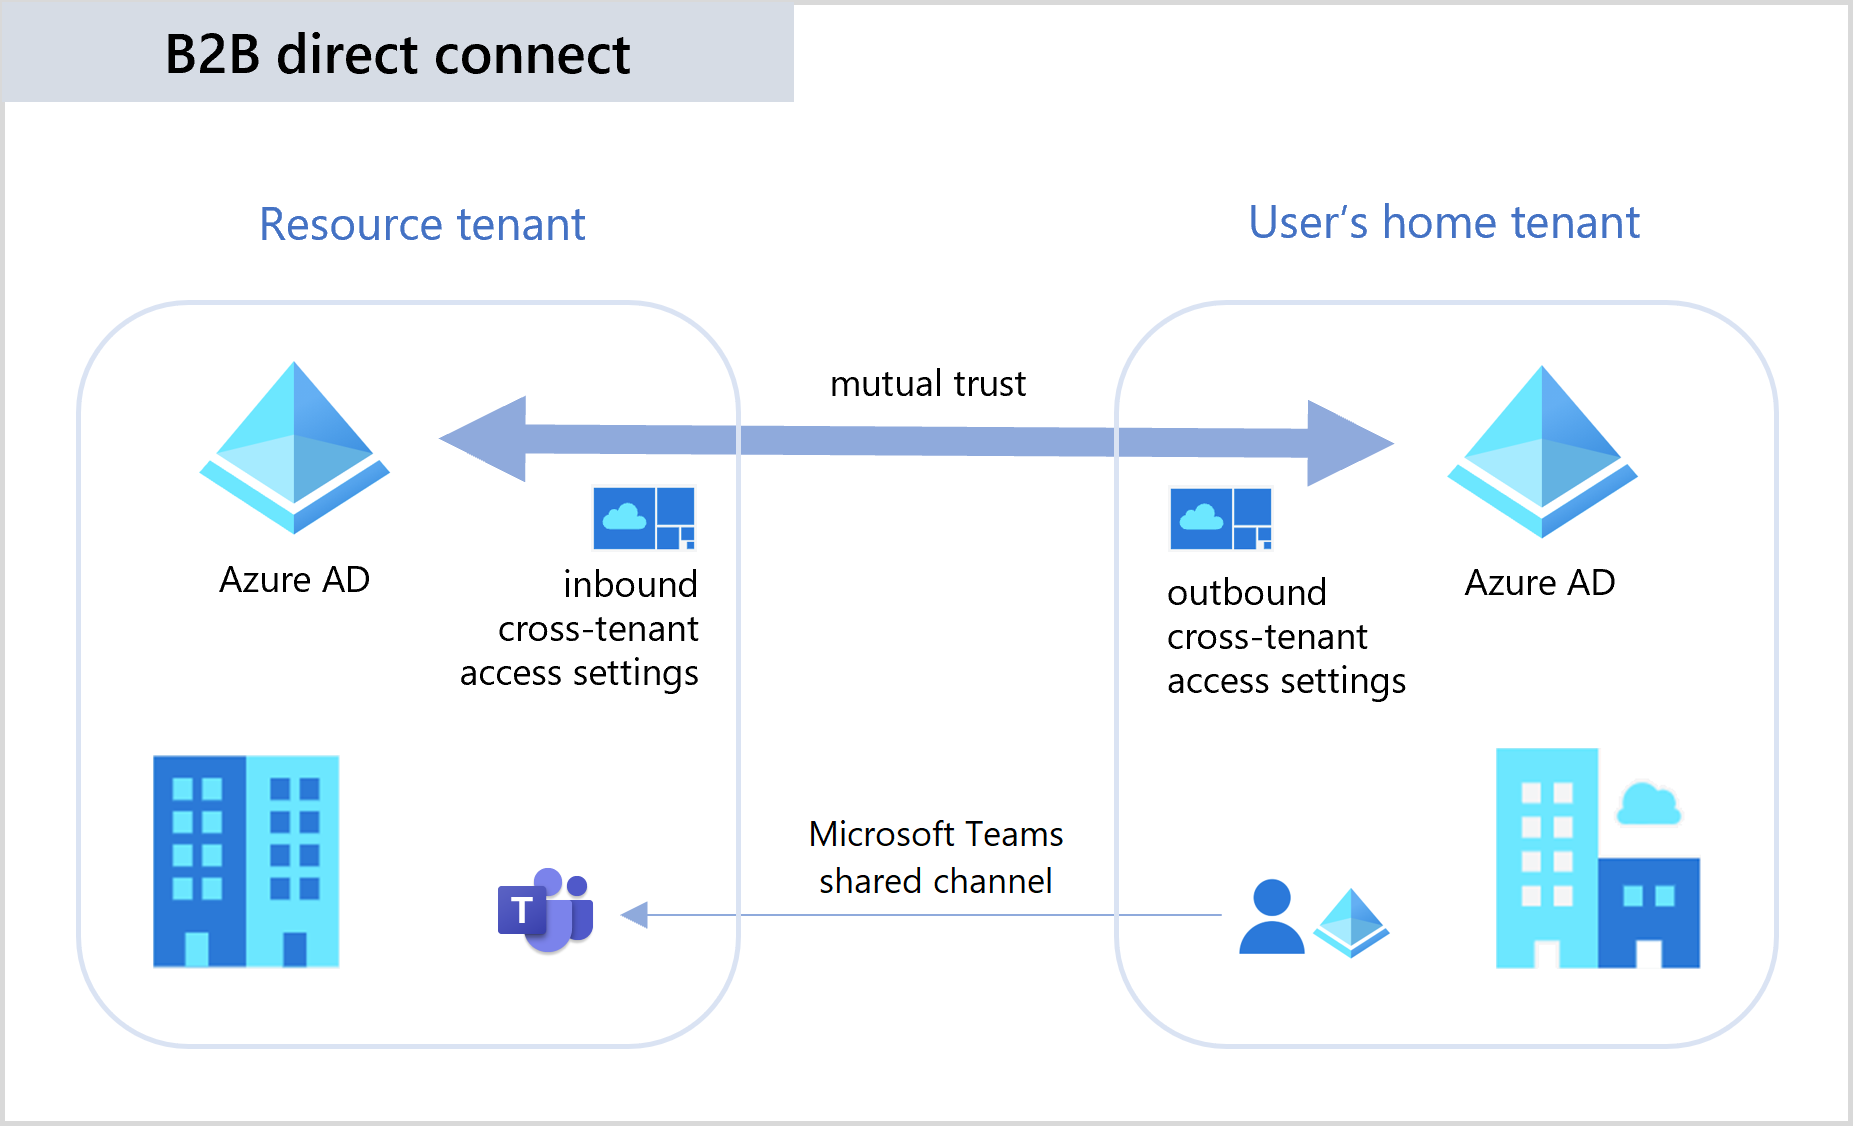 B2B direct connect
Resource tenant
User’s home tenant
mutual trust
Azure AD
inbound
cross-tenant
access settings
outbound
cross-tenant
access settings
Azure AD
Microsoft Teams
shared channel
T